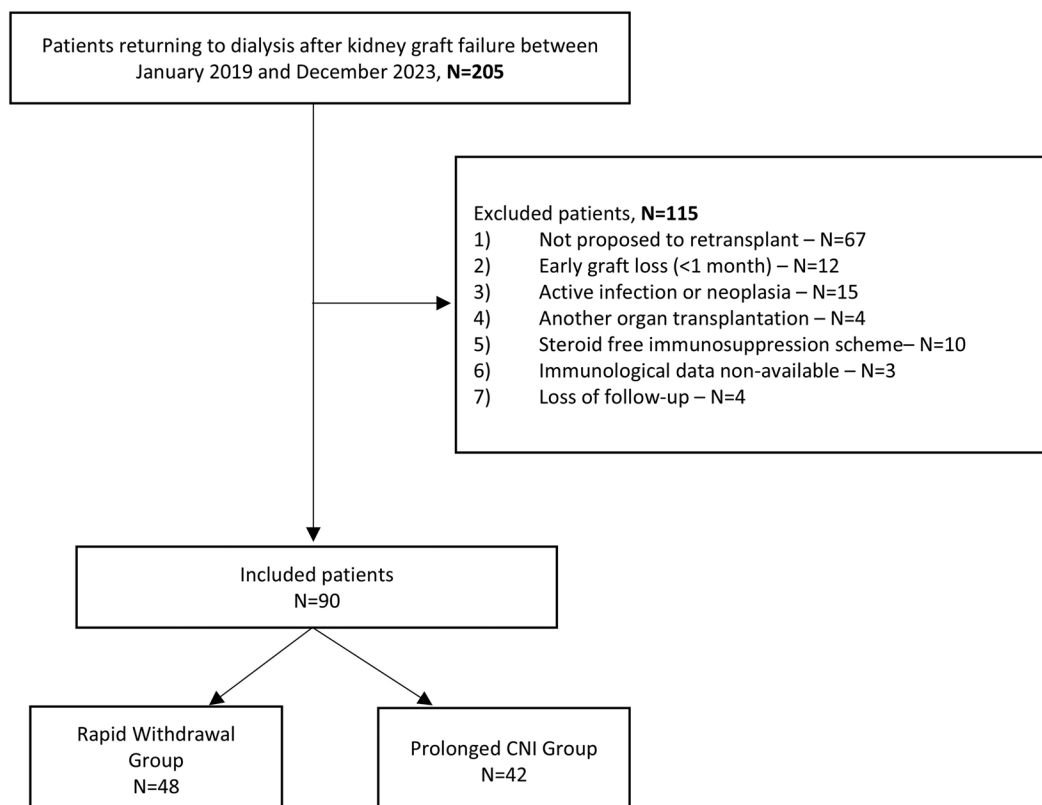 Patients returning to dialysis after kidney graft failure between
January 2019 and December 2023, N=205
Excluded patients, N=115
1) Not proposed to retransplant – N=67
2) Early graft loss (<1 month) – N=12
3) Active infection or neoplasia – N=15
4) Another organ transplantation – N=4
5) Steroid free immunosuppression scheme– N=10
6) Immunological data non-available – N=3
7) Loss of follow-up – N=4
Included patients
N=90
Rapid Withdrawal
Group
N=48
Prolonged CNI Group
N=42